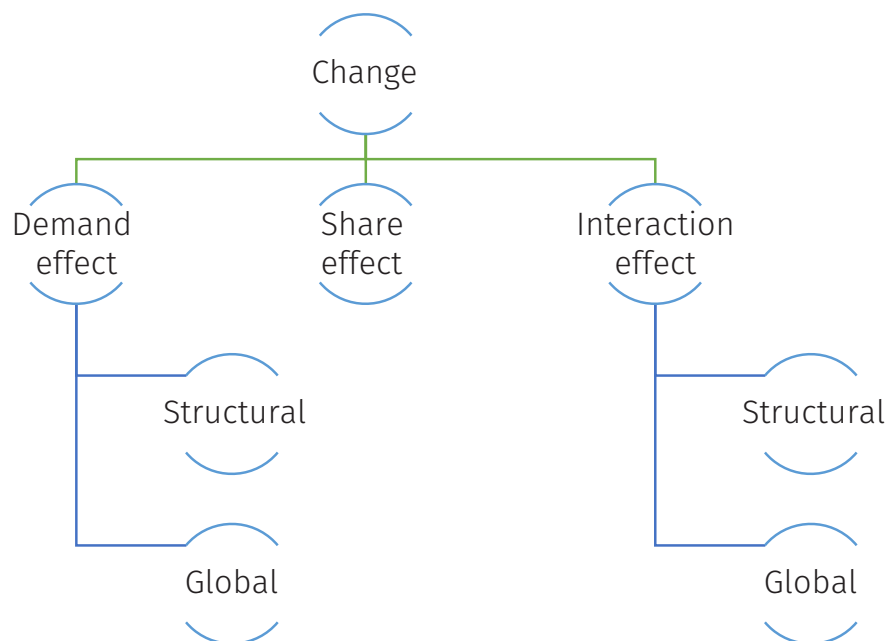 Change
Demand
effect
Share
effect
Interaction
effect
Structural
Structural
Global
Global